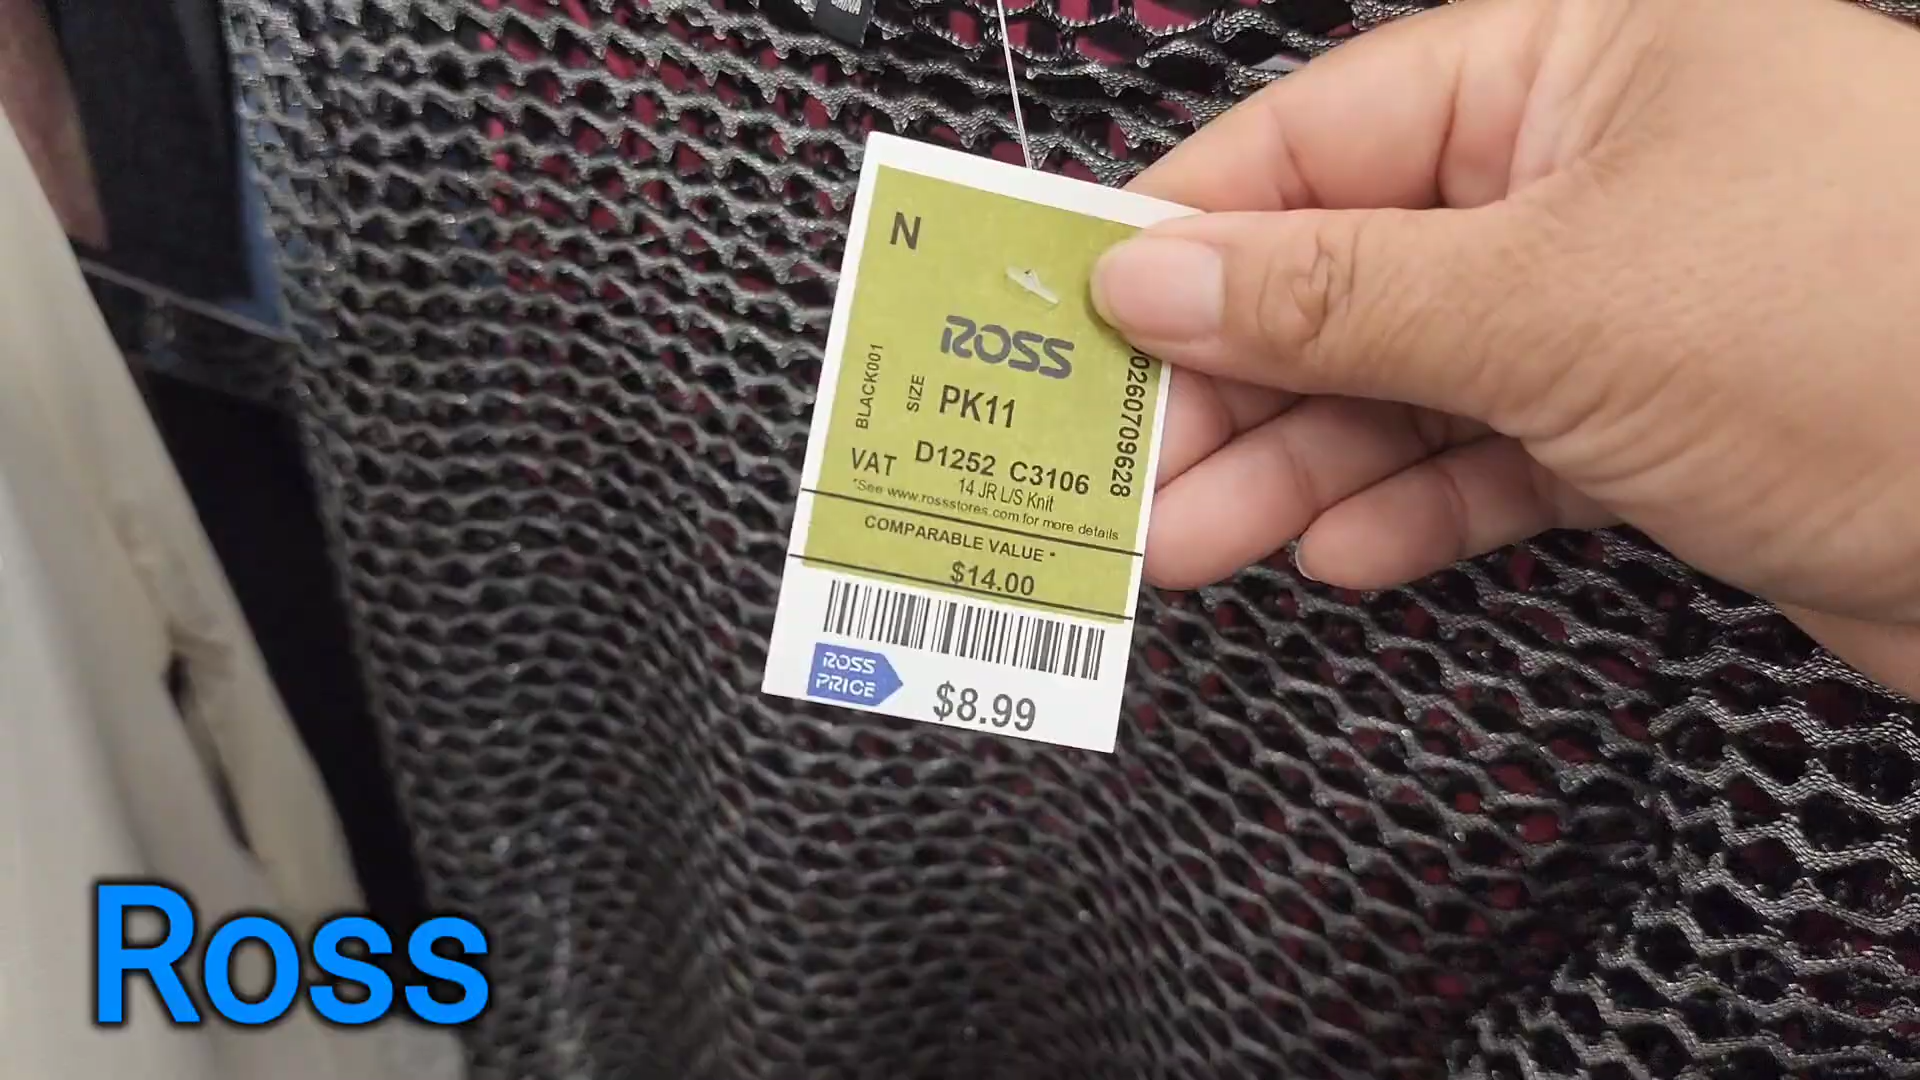 N
ROSS
BLACK001
SIZE
PK11
VAT
D1252 C3106
14 JR L/S Knit
*See www.rossstores.com for more details
COMPARABLE VALUE *
$14.00
ROSS
PRICE
$8.99
Ross